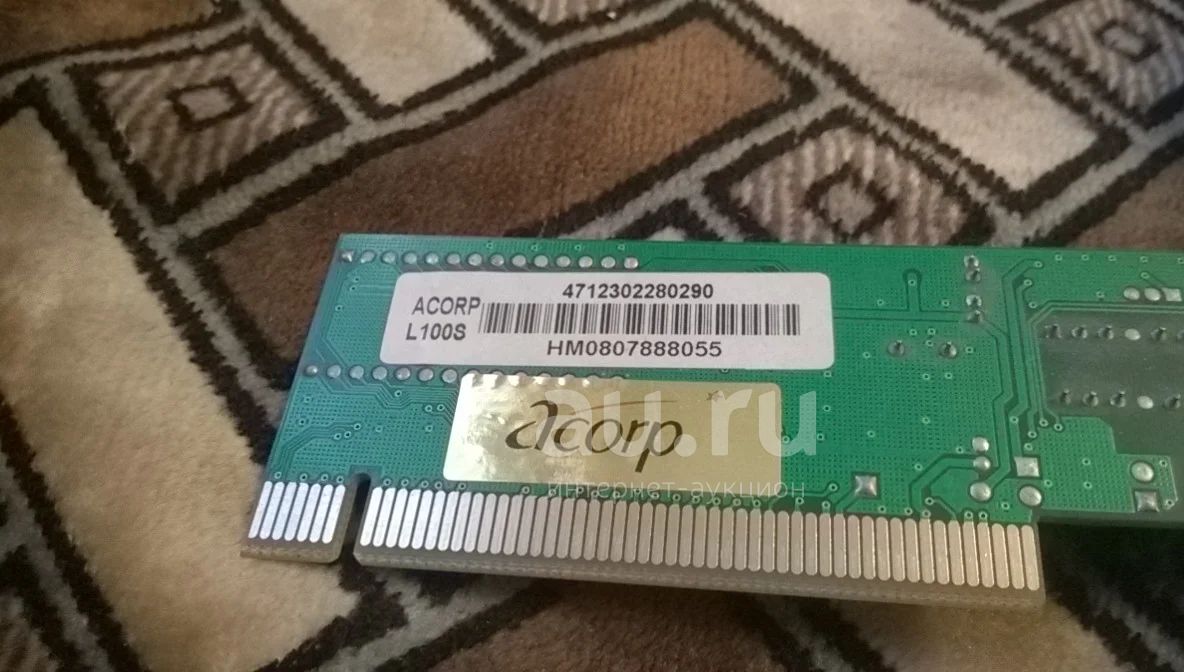 4712302280290
ACORP
L100S
HM0807888055
acorp
au.ru
интернет-аукцион